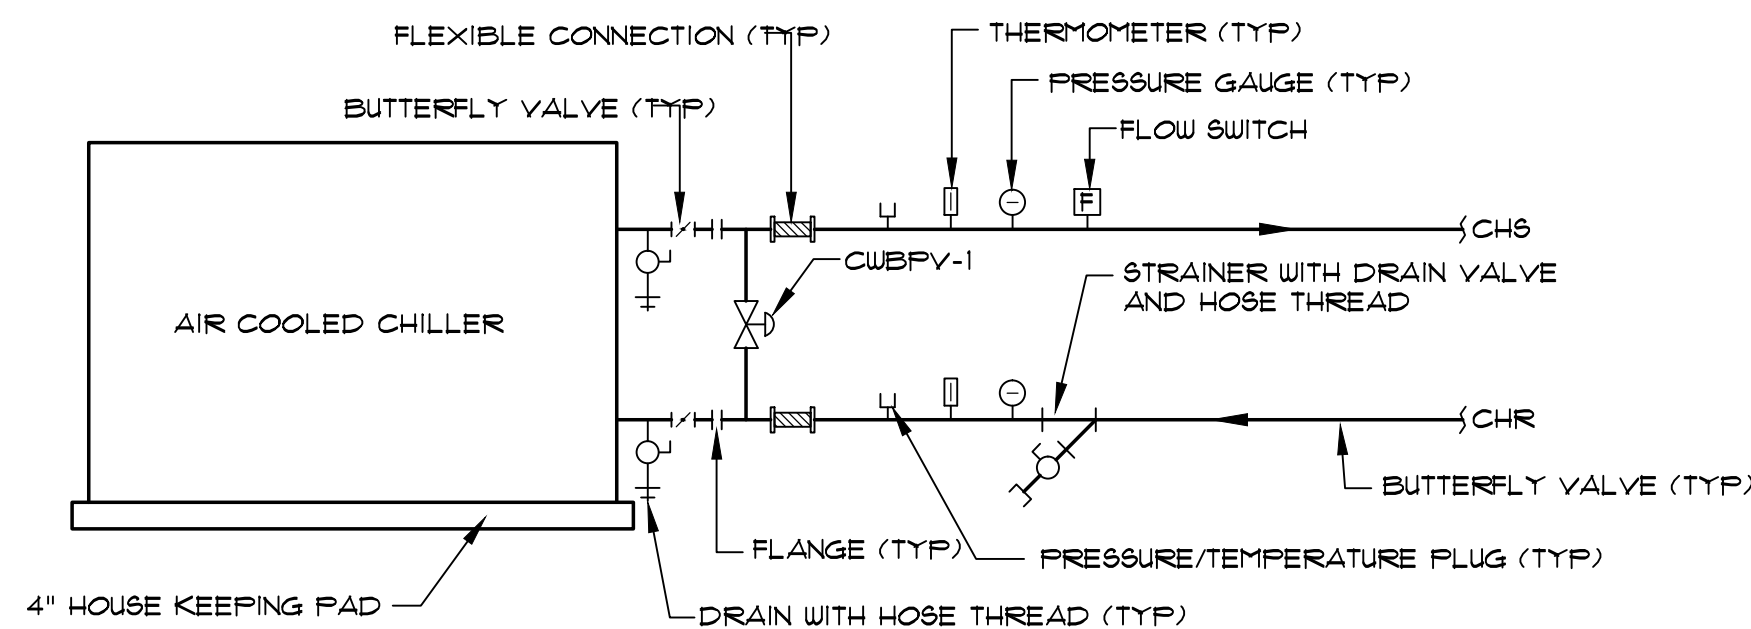 FLEXIBLE CONNECTION (TYP)
THERMOMETER (TYP)
PRESSURE GAUGE (TYP)
BUTTERFLY VALVE (TYP)
FLOW SWITCH
F
CHS
CWBPV-1
STRAINER WITH DRAIN VALVE
AND HOSE THREAD
AIR COOLED CHILLER
CHR
BUTTERFLY VALVE (TYP)
FLANGE (TYP)
PRESSURE/TEMPERATURE PLUG (TYP)
4" HOUSE KEEPING PAD
DRAIN WITH HOSE THREAD (TYP)